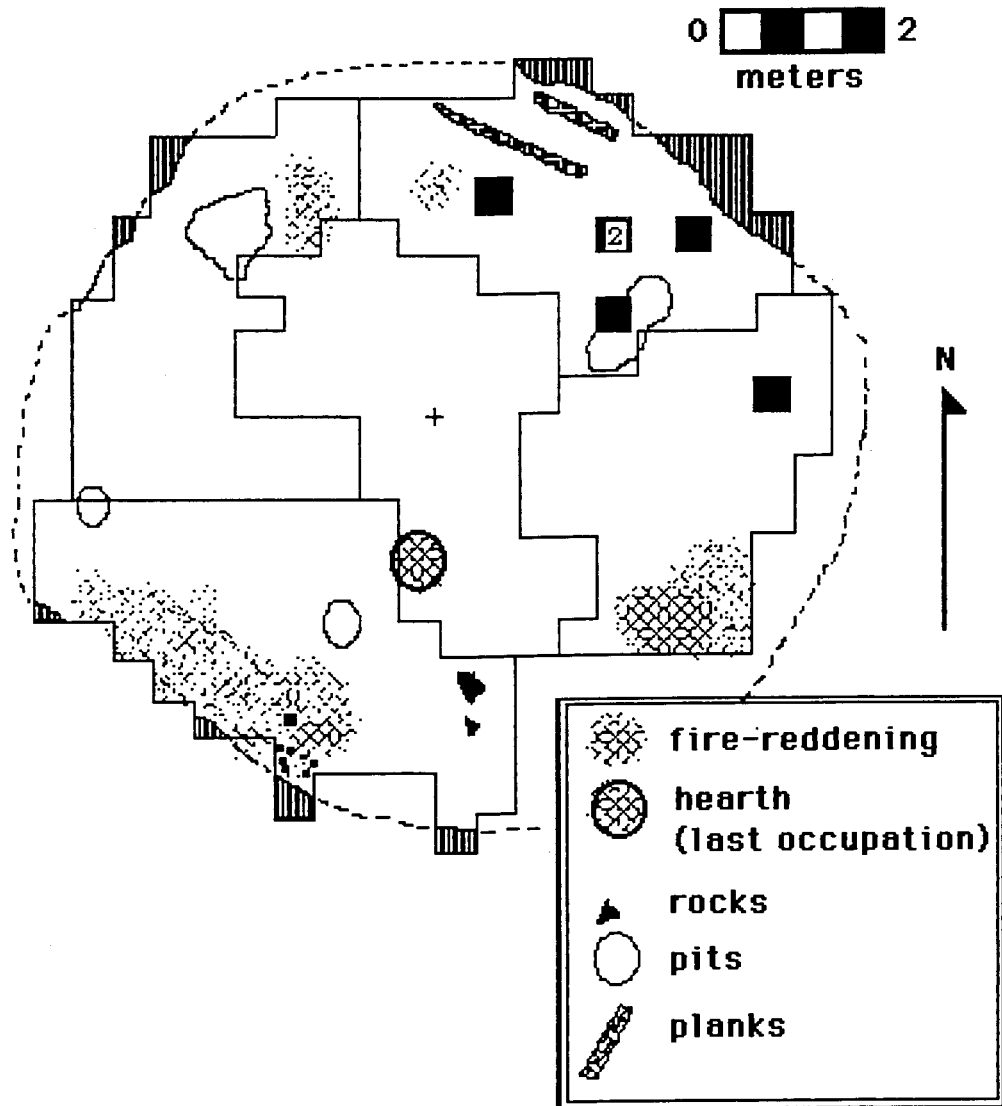 0 2
meters
2
N
fire-reddening
hearth
(last occupation)
rocks
pits
planks